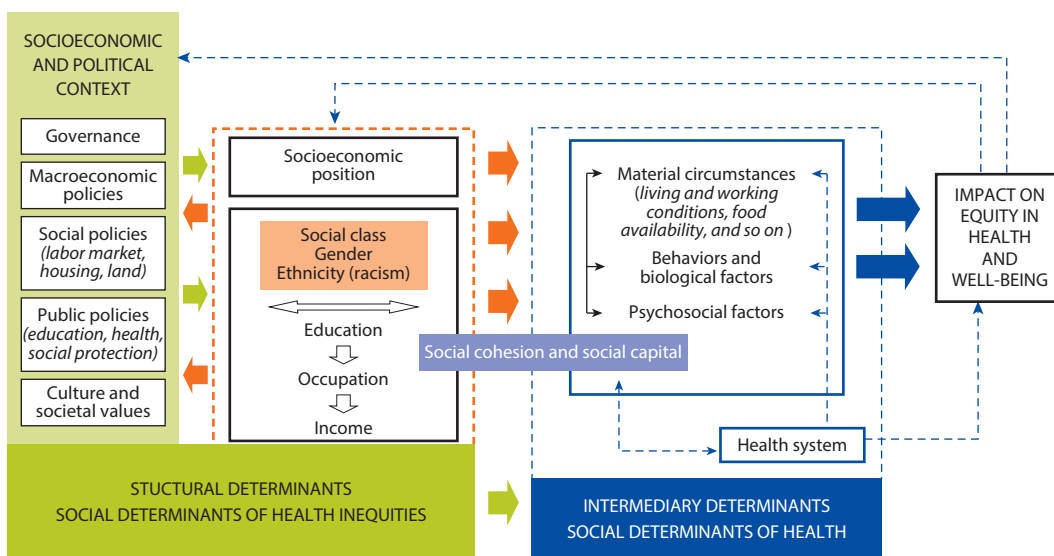 SOCIOECONOMIC
AND POLITICAL
CONTEXT
Governance
Macroeconomic
policies
Social policies
(labor market,
housing, land)
Public policies
(education, health,
social protection)
Culture and
societal values
Socioeconomic
position
Social class
Gender
Ethnicity (racism)
Education
Occupation
Income
Social cohesion and social capital
Material circumstances
(living and working
conditions, food
availability, and so on )
Behaviors and
biological factors
Psychosocial factors
Health system
IMPACT ON
EQUITY IN
HEALTH
AND
WELL-BEING
STUCTURAL DETERMINANTS
SOCIAL DETERMINANTS OF HEALTH INEQUITIES
INTERMEDIARY DETERMINANTS
SOCIAL DETERMINANTS OF HEALTH